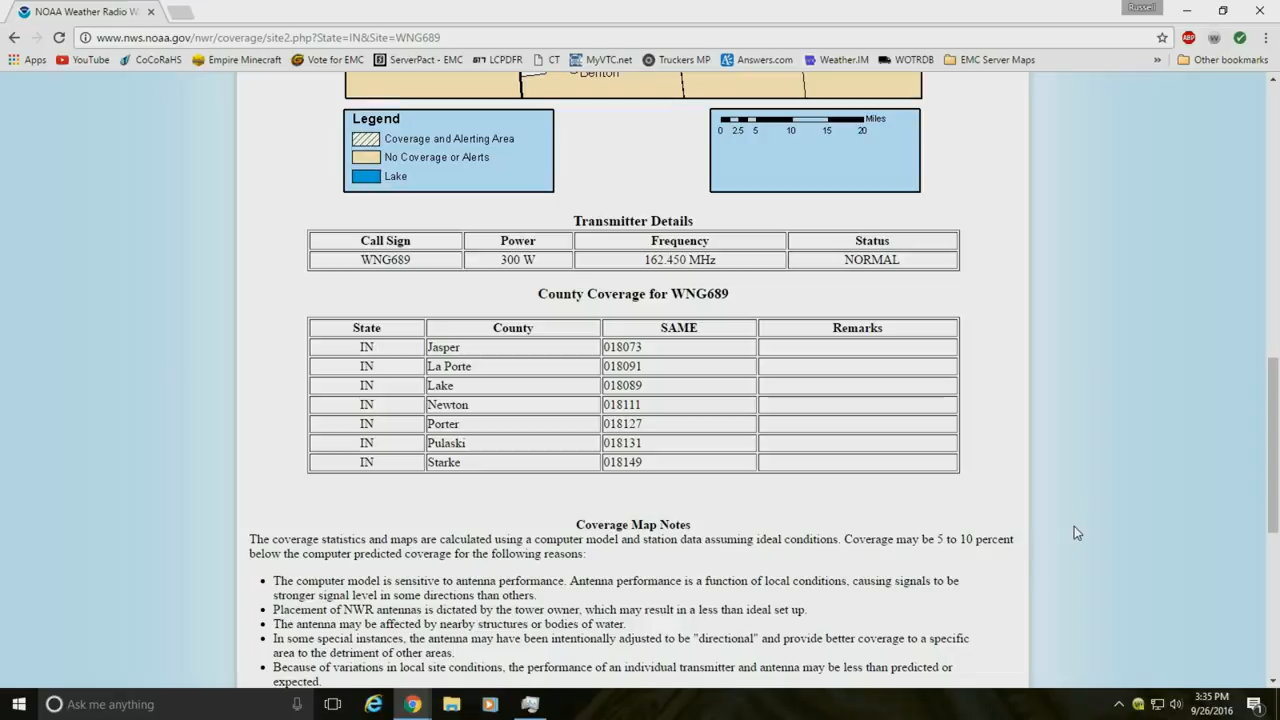 NOAA Weather Radio W
Russell
www.nws.noaa.gov/nwr/coverage/site2.php?State=IN&Site=WNG689
ABP
Apps YouTube CoCoRaHS Empire Minecraft Vote for EMC ServerPact - EMC LCPDFR CT MyVTC.net Truckers MP Answers.com Weather.IM WOTRDB EMC Server Maps » Other bookmarks
Benton
Legend
Coverage and Alerting Area
No Coverage or Alerts
Lake
Miles
0 2.5 5 10 15 20
Transmitter Details
Call Sign Power Frequency Status
WNG689 300 W 162.450 MHz NORMAL
County Coverage for WNG689
State County SAME Remarks
IN Jasper 018073
IN La Porte 018091
IN Lake 018089
IN Newton 018111
IN Porter 018127
IN Pulaski 018131
IN Starke 018149
Coverage Map Notes
The coverage statistics and maps are calculated using a computer model and station data assuming ideal conditions. Coverage may be 5 to 10 percent
below the computer predicted coverage for the following reasons:
• The computer model is sensitive to antenna performance. Antenna performance is a function of local conditions, causing signals to be
stronger signal level in some directions than others.
• Placement of NWR antennas is dictated by the tower owner, which may result in a less than ideal set up.
• The antenna may be affected by nearby structures or bodies of water.
• In some special instances, the antenna may have been intentionally adjusted to be "directional" and provide better coverage to a specific
area to the detriment of other areas.
• Because of variations in local site conditions, the performance of an individual transmitter and antenna may be less than predicted or
expected.
Ask me anything
3:35 PM
9/26/2016